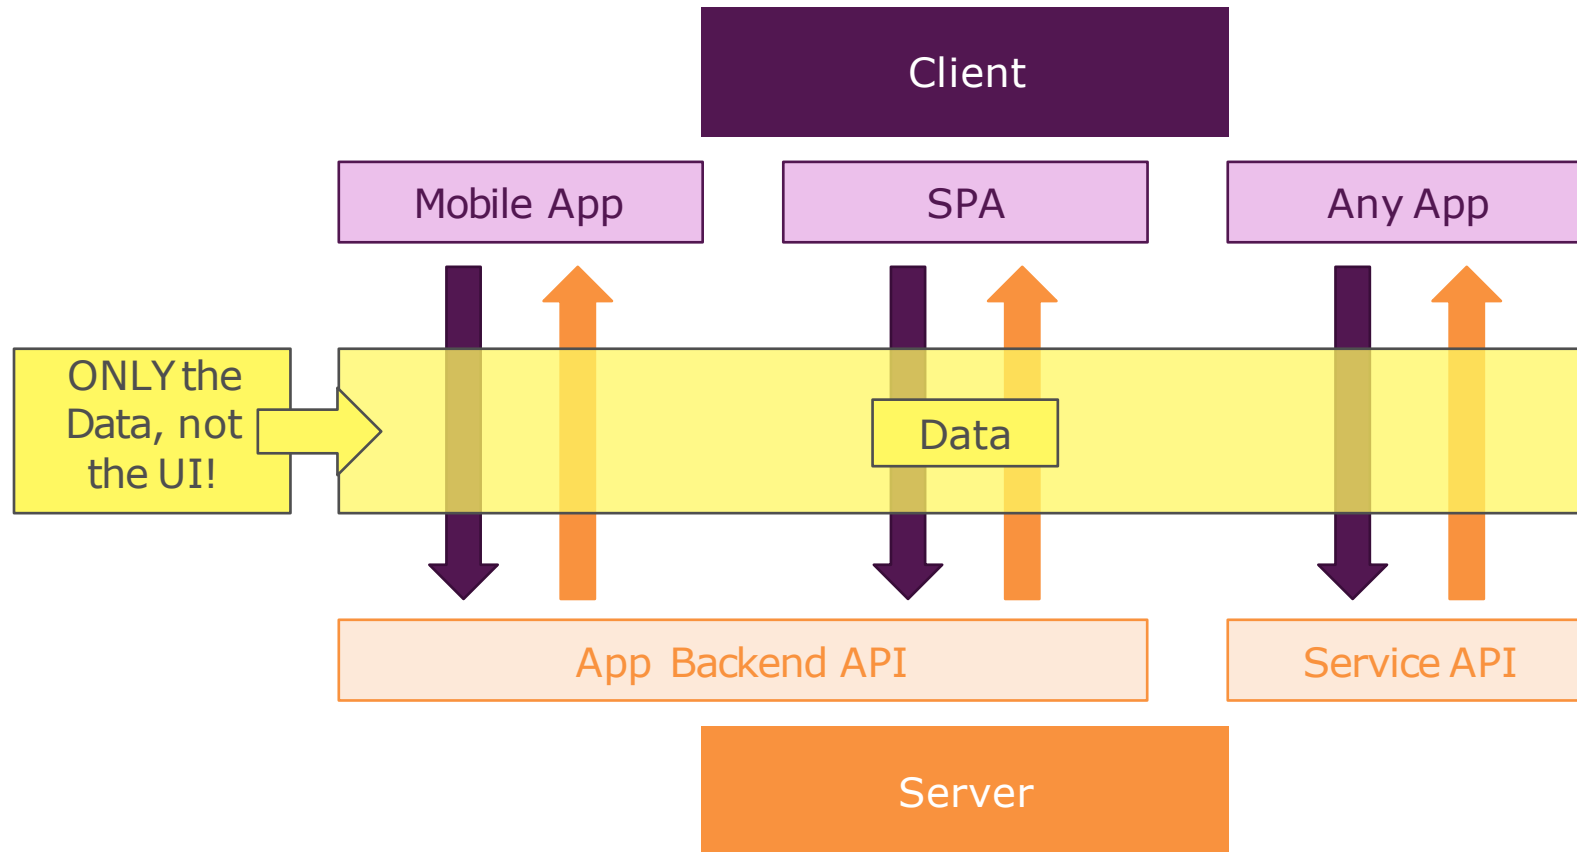 Client
Mobile App
SPA
Any App
ONLY the
Data, not
the UI!
Data
App Backend API
Service API
Server